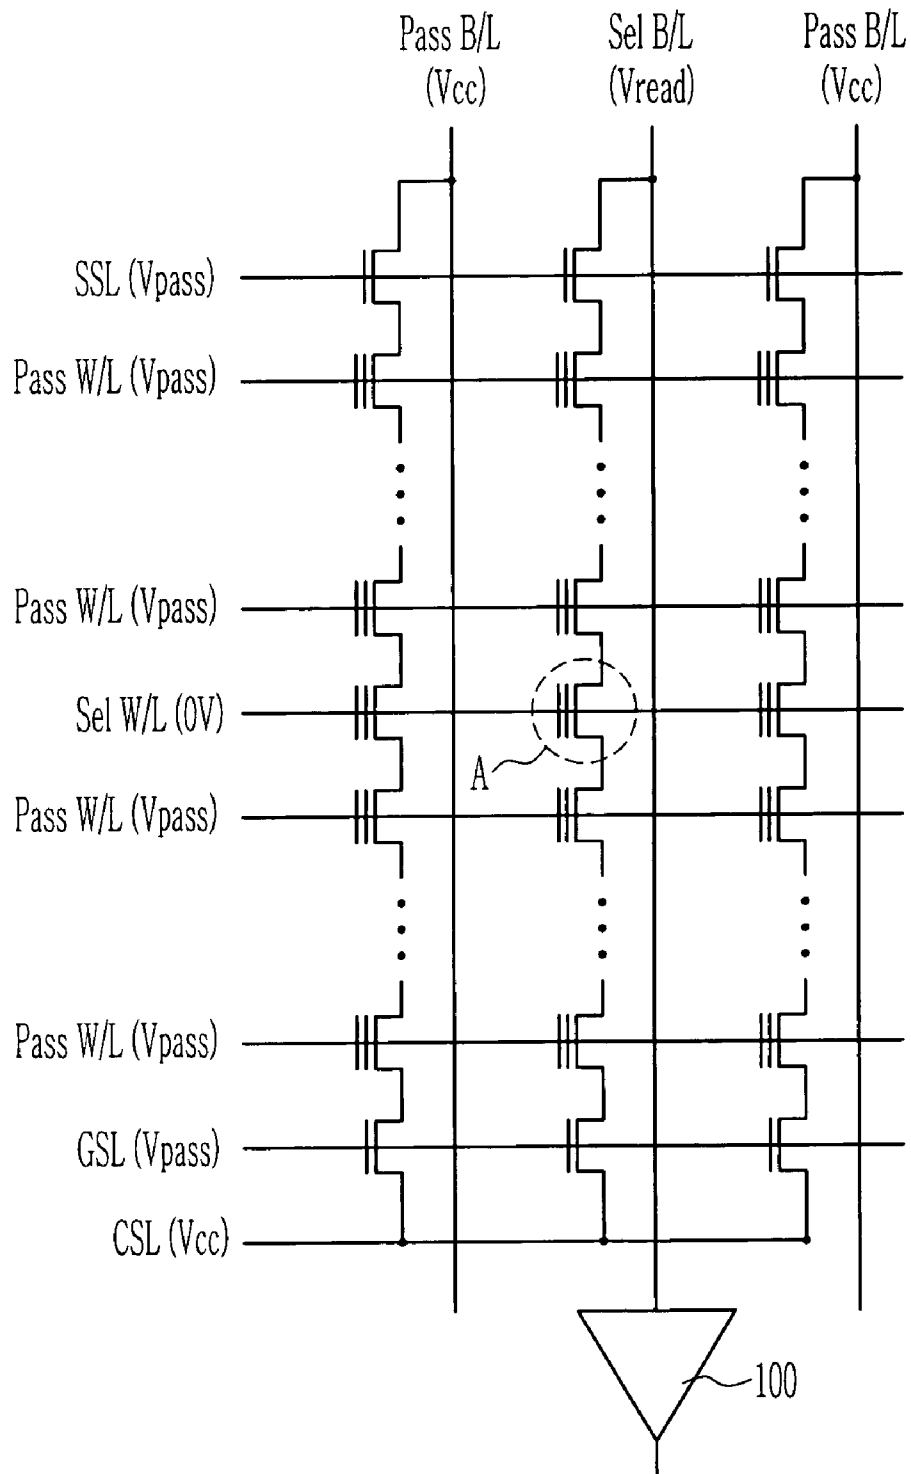 Pass B/L
(Vcc)
Sel B/L
(Vread)
Pass B/L
(Vcc)
SSL (Vpass)
Pass W/L (Vpass)
Pass W/L (Vpass)
Sel W/L (0V)
A
Pass W/L (Vpass)
Pass W/L (Vpass)
GSL (Vpass)
CSL (Vcc)
100